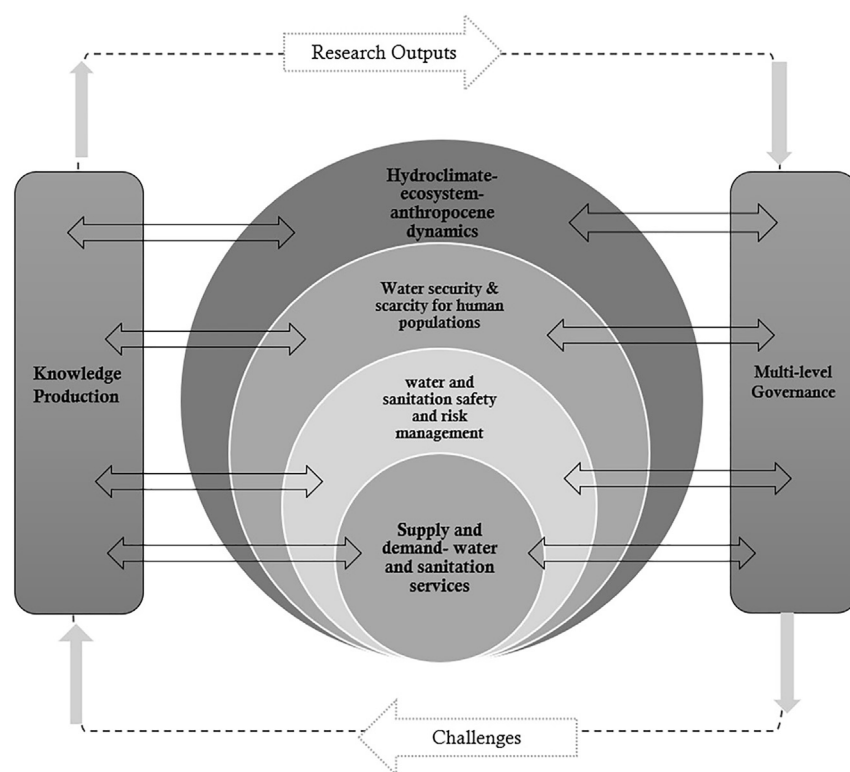 Research Outputs
Hydroclimate-
ecosystem-
anthropocene
dynamics
Water security &
scarcity for human
populations
Knowledge
Production
water and
sanitation safety
and risk
management
Multi-level
Governance
Supply and
demand- water
and sanitation
services
Challenges